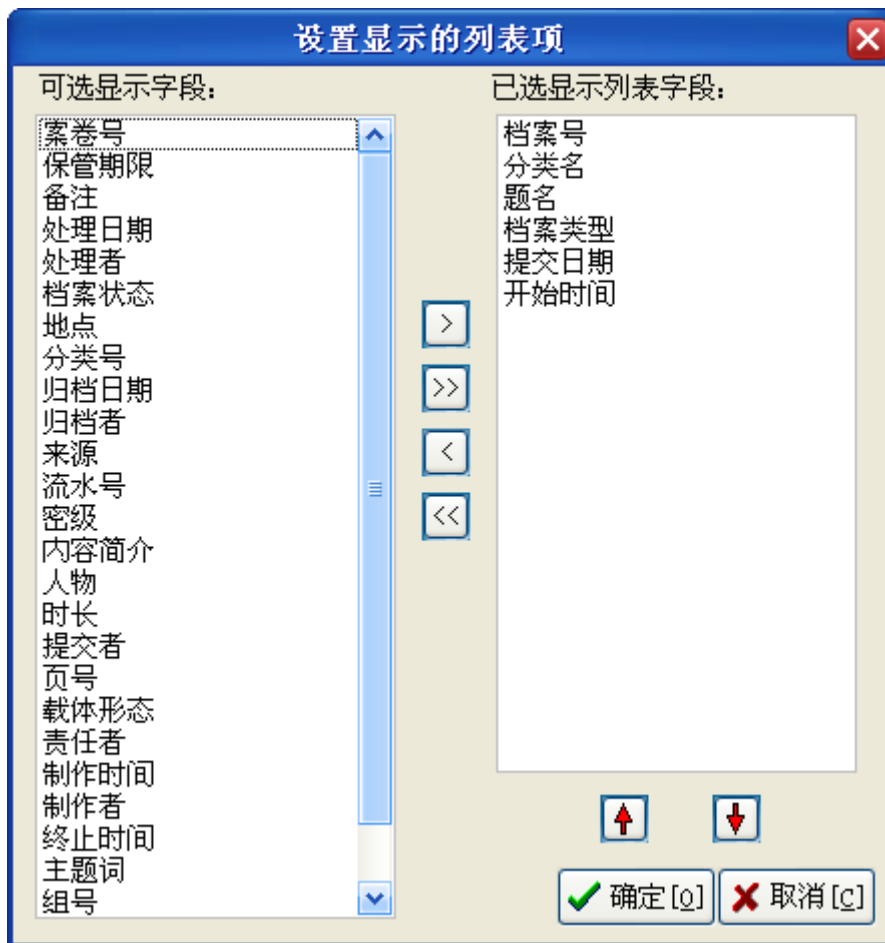 设置显示的列表项
可选显示字段：
案卷号
保管期限
备注
处理日期
处理者
档案状态
地点
分类号
归档日期
归档者
来源
流水号
密级
内容简介
人物
时长
提交者
页号
载体形态
责任者
制作时间
制作者
终止时间
主题词
组号
>
>>
<
<<
已选显示列表字段：
档案号
分类名
题名
档案类型
提交日期
开始时间
确定[O]
取消[C]